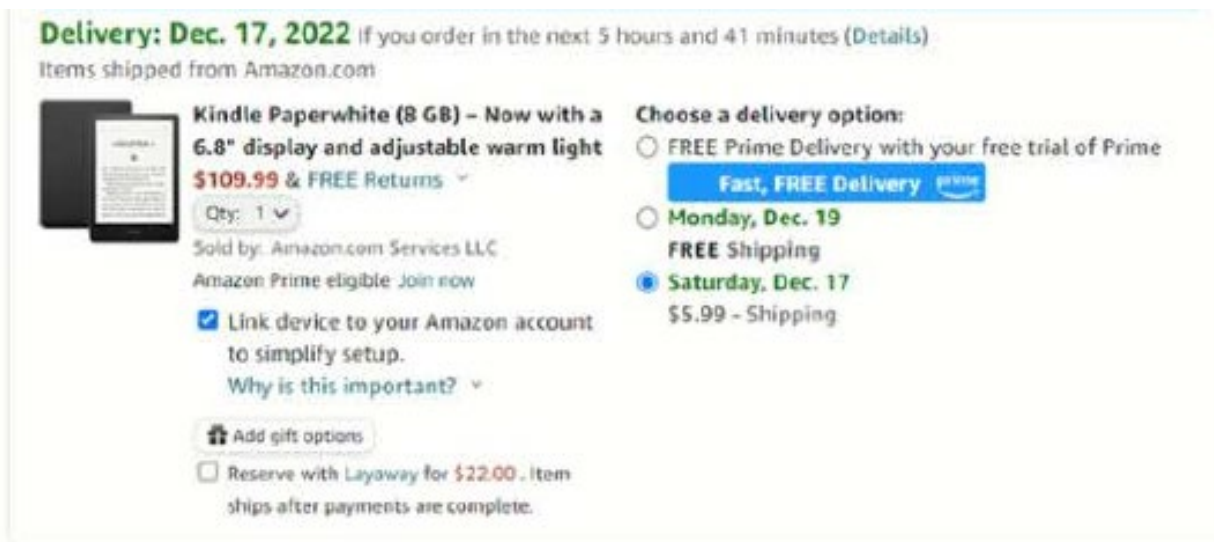 Delivery: Dec. 17, 2022 If you order in the next 5 hours and 41 minutes (Details)
Items shipped from Amazon.com
Kindle Paperwhite (8 GB) – Now with a
6.8" display and adjustable warm light
$109.99 & FREE Returns
Qty: 1
Sold by: Amazon.com Services LLC
Amazon Prime eligible Join now
Link device to your Amazon account
to simplify setup.
Why is this important?
Add gift options
Reserve with Layaway for $22.00. Item
ships after payments are complete.
Choose a delivery option:
FREE Prime Delivery with your free trial of Prime
Fast, FREE Delivery prime
Monday, Dec. 19
FREE Shipping
Saturday, Dec. 17
$5.99 - Shipping